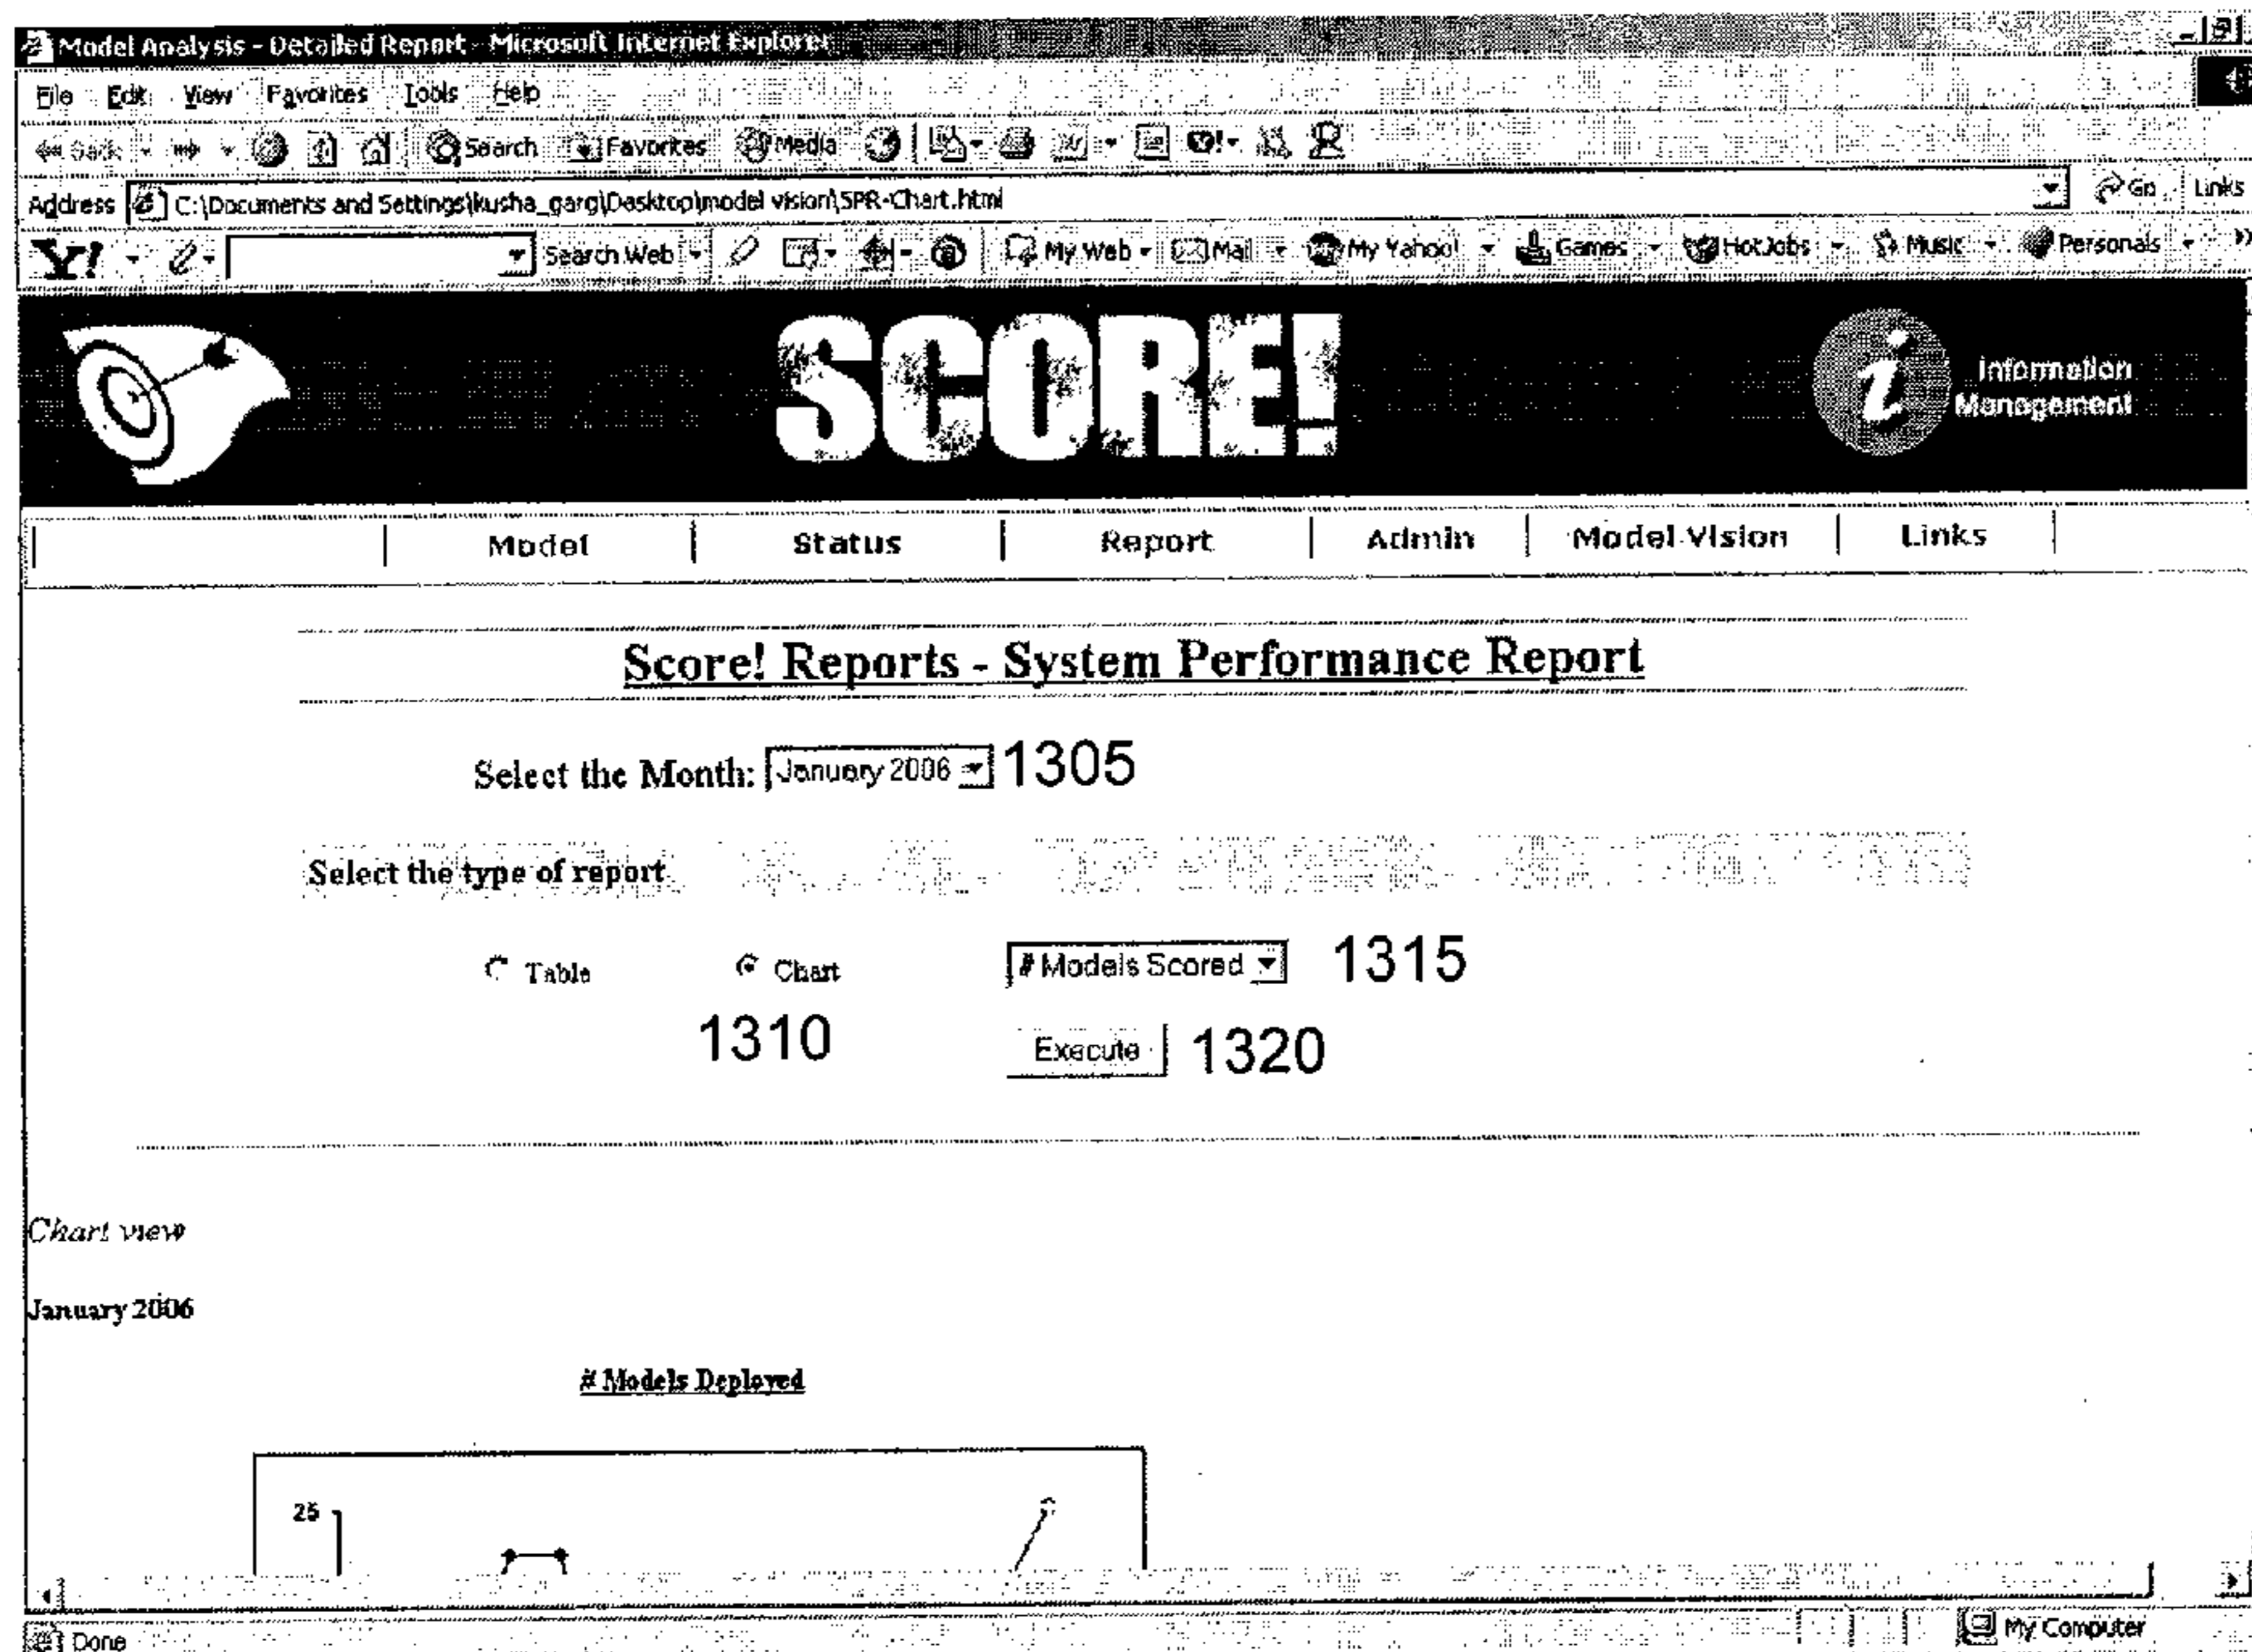 Model Analysis - Detailed Report - Microsoft Internet Explorer
File Edit View Favorites Tools Help
Back Search Favorites Media
Address C:\Documents and Settings\kusha_garg\Desktop\model vision\SPR-Chart.html Go Links
Y! Search Web My Web Mail My Yahoo! Games HotJobs Music Personals »
SCORE!
i Information
Management
Model | Status | Report | Admin | Model Vision | Links
Score! Reports - System Performance Report
Select the Month: January 2006 1305
Select the type of report
Table Chart # Models Scored 1315
1310 Execute 1320
Chart view
January 2006
# Models Deployed
25
Done My Computer